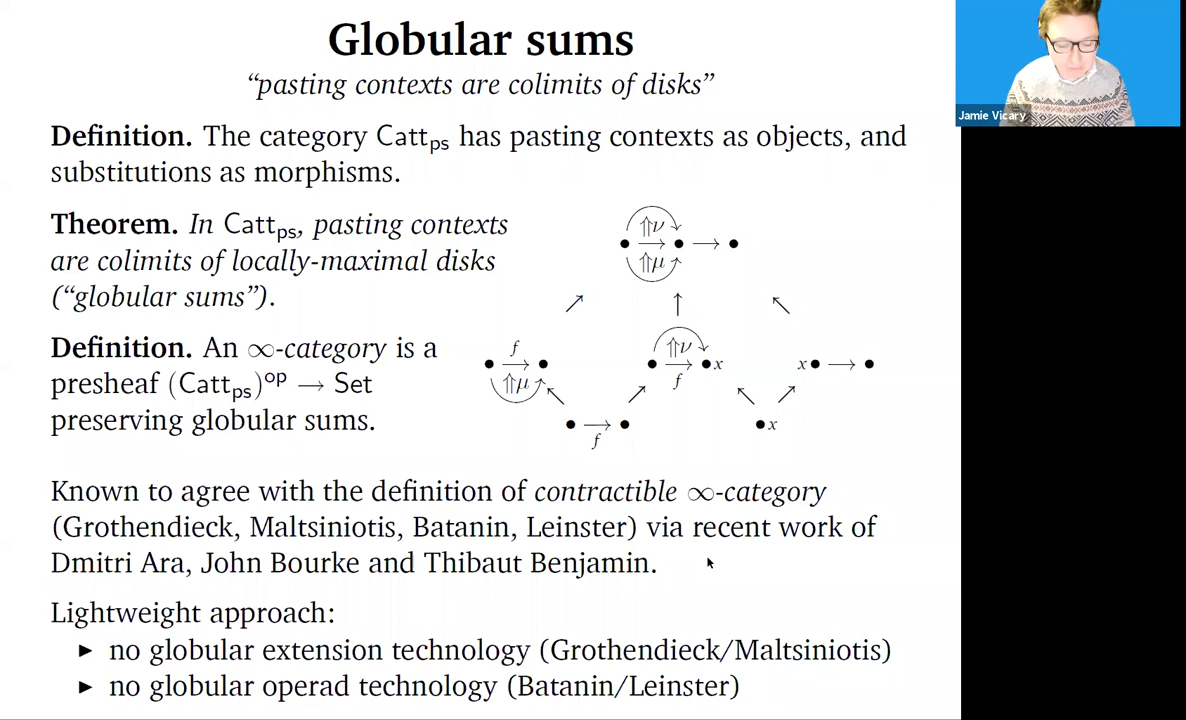 Globular sums
“pasting contexts are colimits of disks”
Jamie Vicary
Definition. The category Catt_ps has pasting contexts as objects, and
substitutions as morphisms.
Theorem. In Catt_ps, pasting contexts
are colimits of locally-maximal disks
(“globular sums”).
Definition. An ∞-category is a
presheaf (Catt_ps)^op → Set
preserving globular sums.
⇑ν
⇑μ
f
⇑μ
⇑ν
x
f
x
f
x
Known to agree with the definition of contractible ∞-category
(Grothendieck, Maltsiniotis, Batanin, Leinster) via recent work of
Dmitri Ara, John Bourke and Thibaut Benjamin.
Lightweight approach:
▶ no globular extension technology (Grothendieck/Maltsiniotis)
▶ no globular operad technology (Batanin/Leinster)